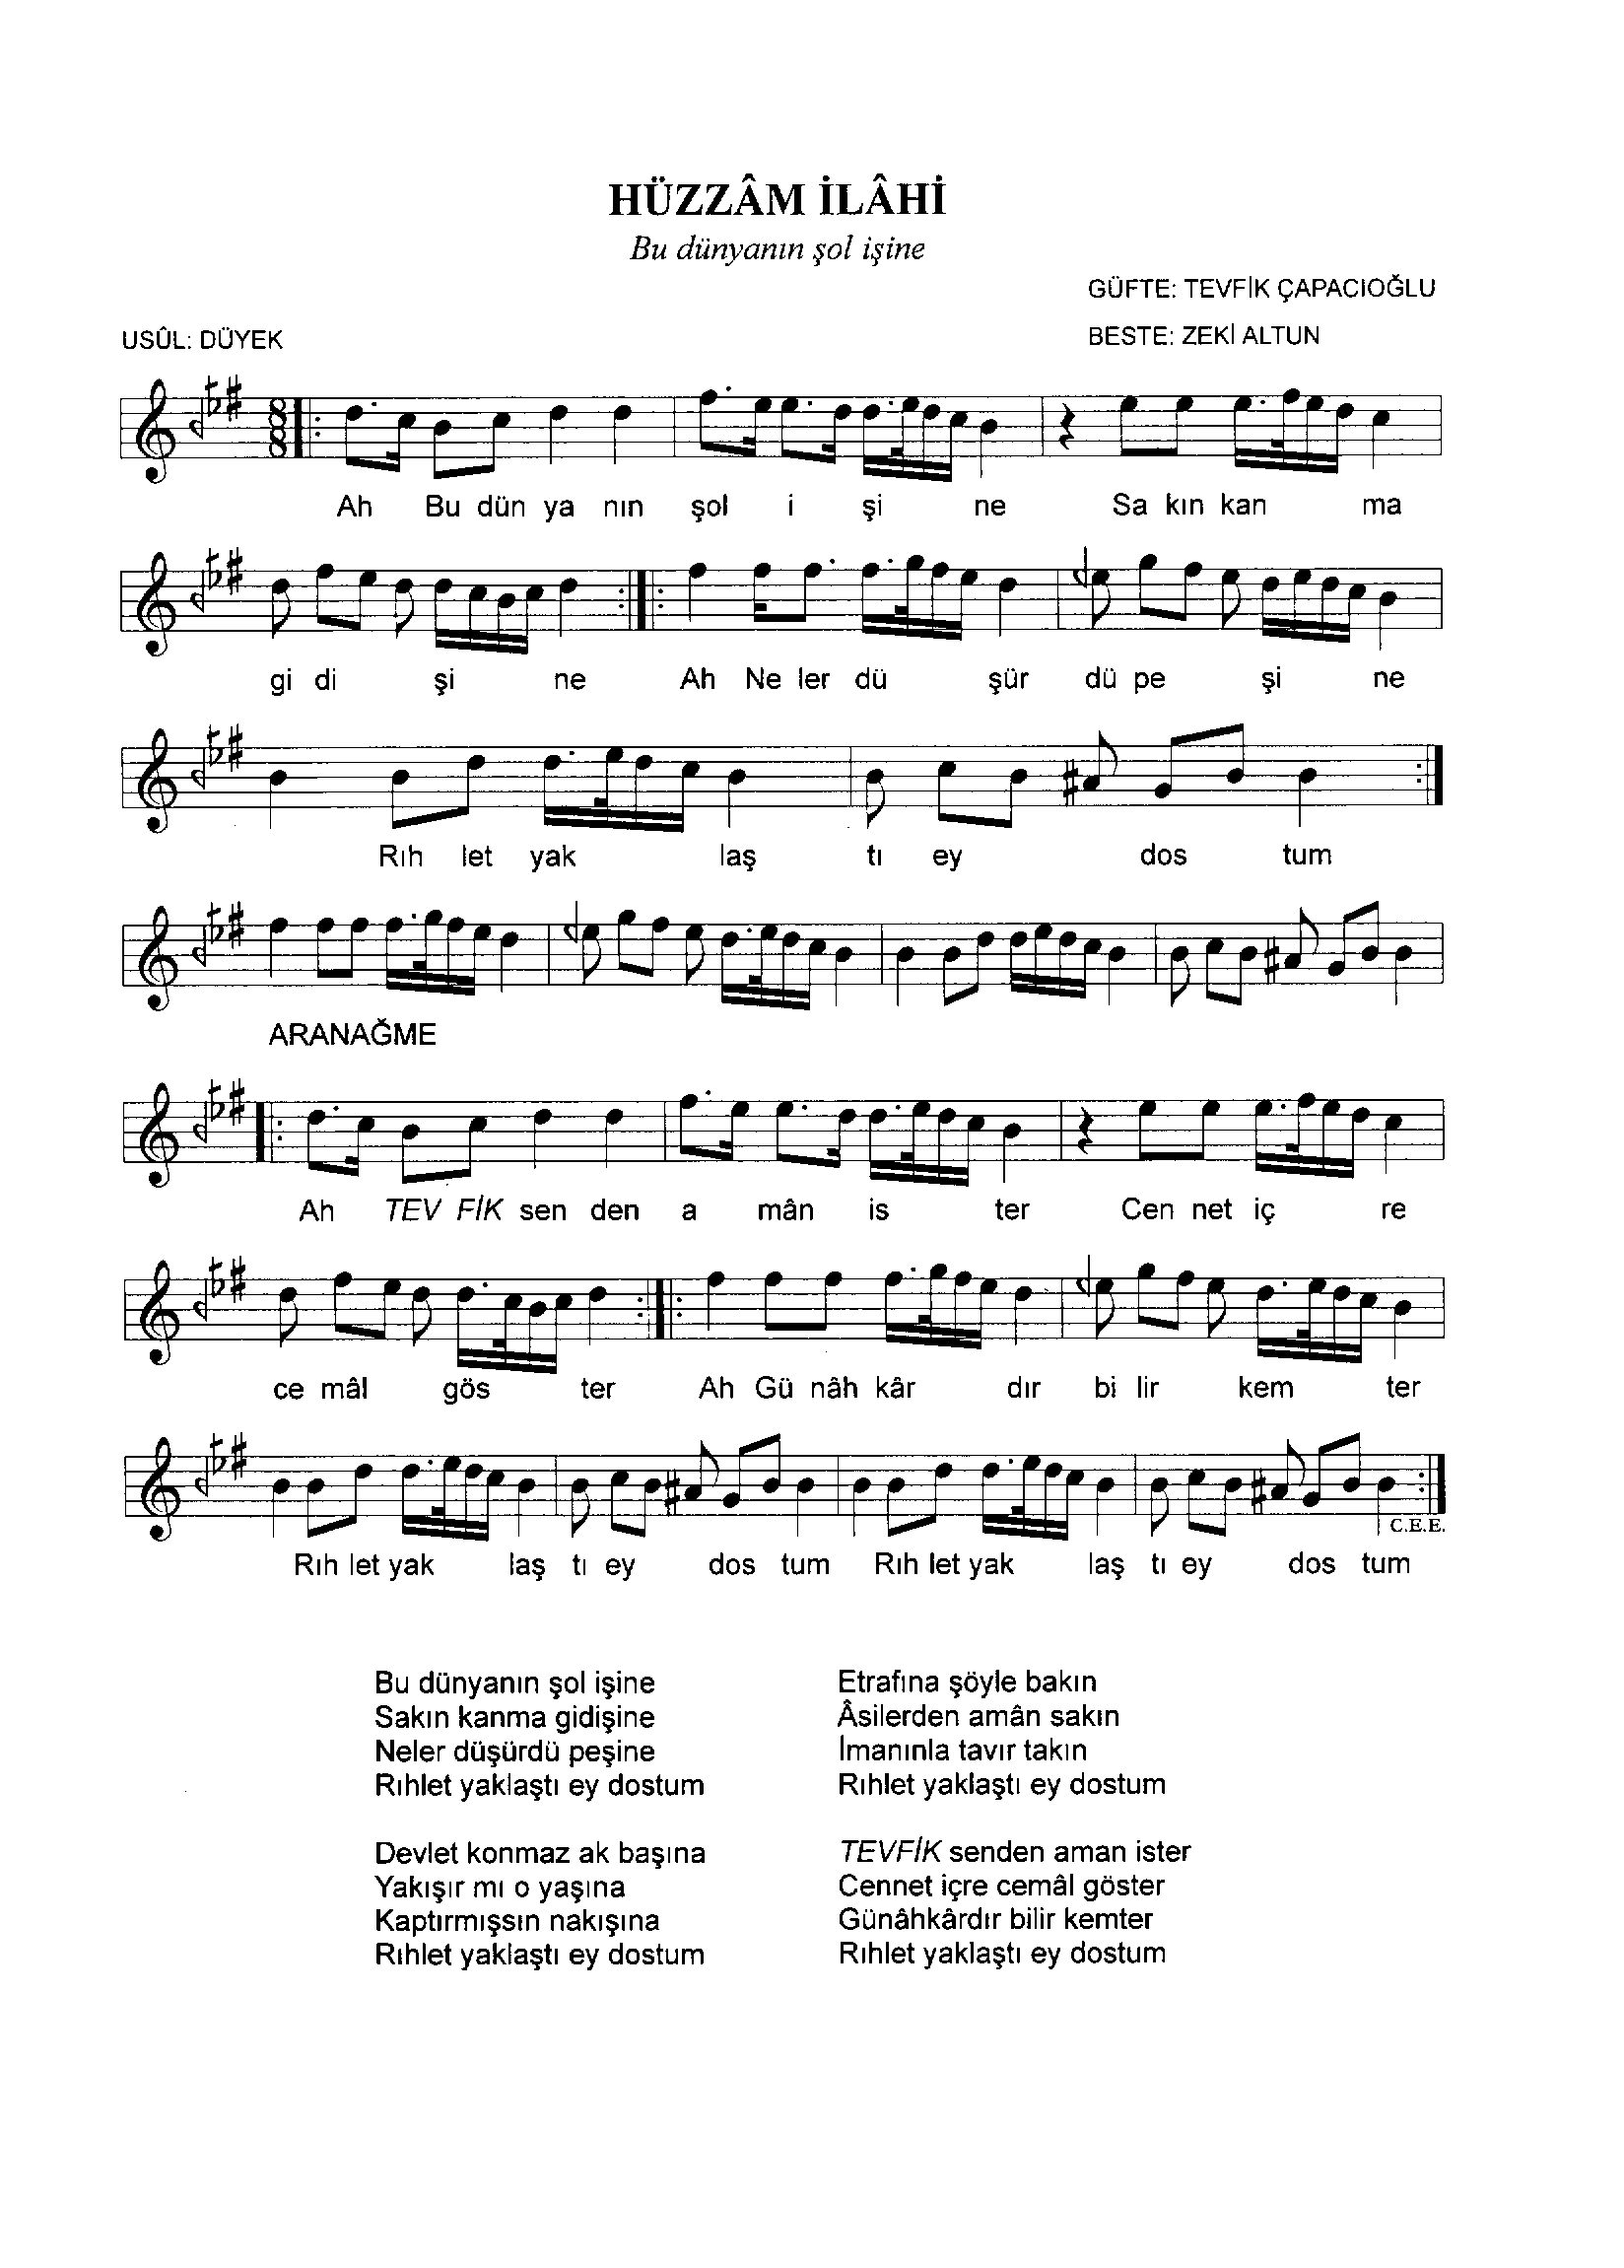 HÜZZÂM İLÂHİ
Bu dünyanın şol işine
GÜFTE: TEVFİK ÇAPACIOĞLU
USÛL: DÜYEK
BESTE: ZEKİ ALTUN
8
8
Ah Bu dün ya nın şol i şi ne Sa kın kan ma
gi di şi ne Ah Ne ler dü şür dü pe şi ne
Rıh let yak laş tı ey dos tum
ARANAĞME
Ah TEV FİK sen den a mân is ter Cen net iç re
ce mâl gös ter Ah Gü nâh kâr dır bi lir kem ter
C.E.E.
Rıh let yak laş tı ey dos tum Rıh let yak laş tı ey dos tum
Bu dünyanın şol işine
Sakın kanma gidişine
Neler düşürdü peşine
Rıhlet yaklaştı ey dostum
Devlet konmaz ak başına
Yakışır mı o yaşına
Kaptırmışsın nakışına
Rıhlet yaklaştı ey dostum
Etrafına şöyle bakın
Âsilerden amân sakın
İmanınla tavır takın
Rıhlet yaklaştı ey dostum
TEVFİK senden aman ister
Cennet içre cemâl göster
Günâhkârdır bilir kemter
Rıhlet yaklaştı ey dostum